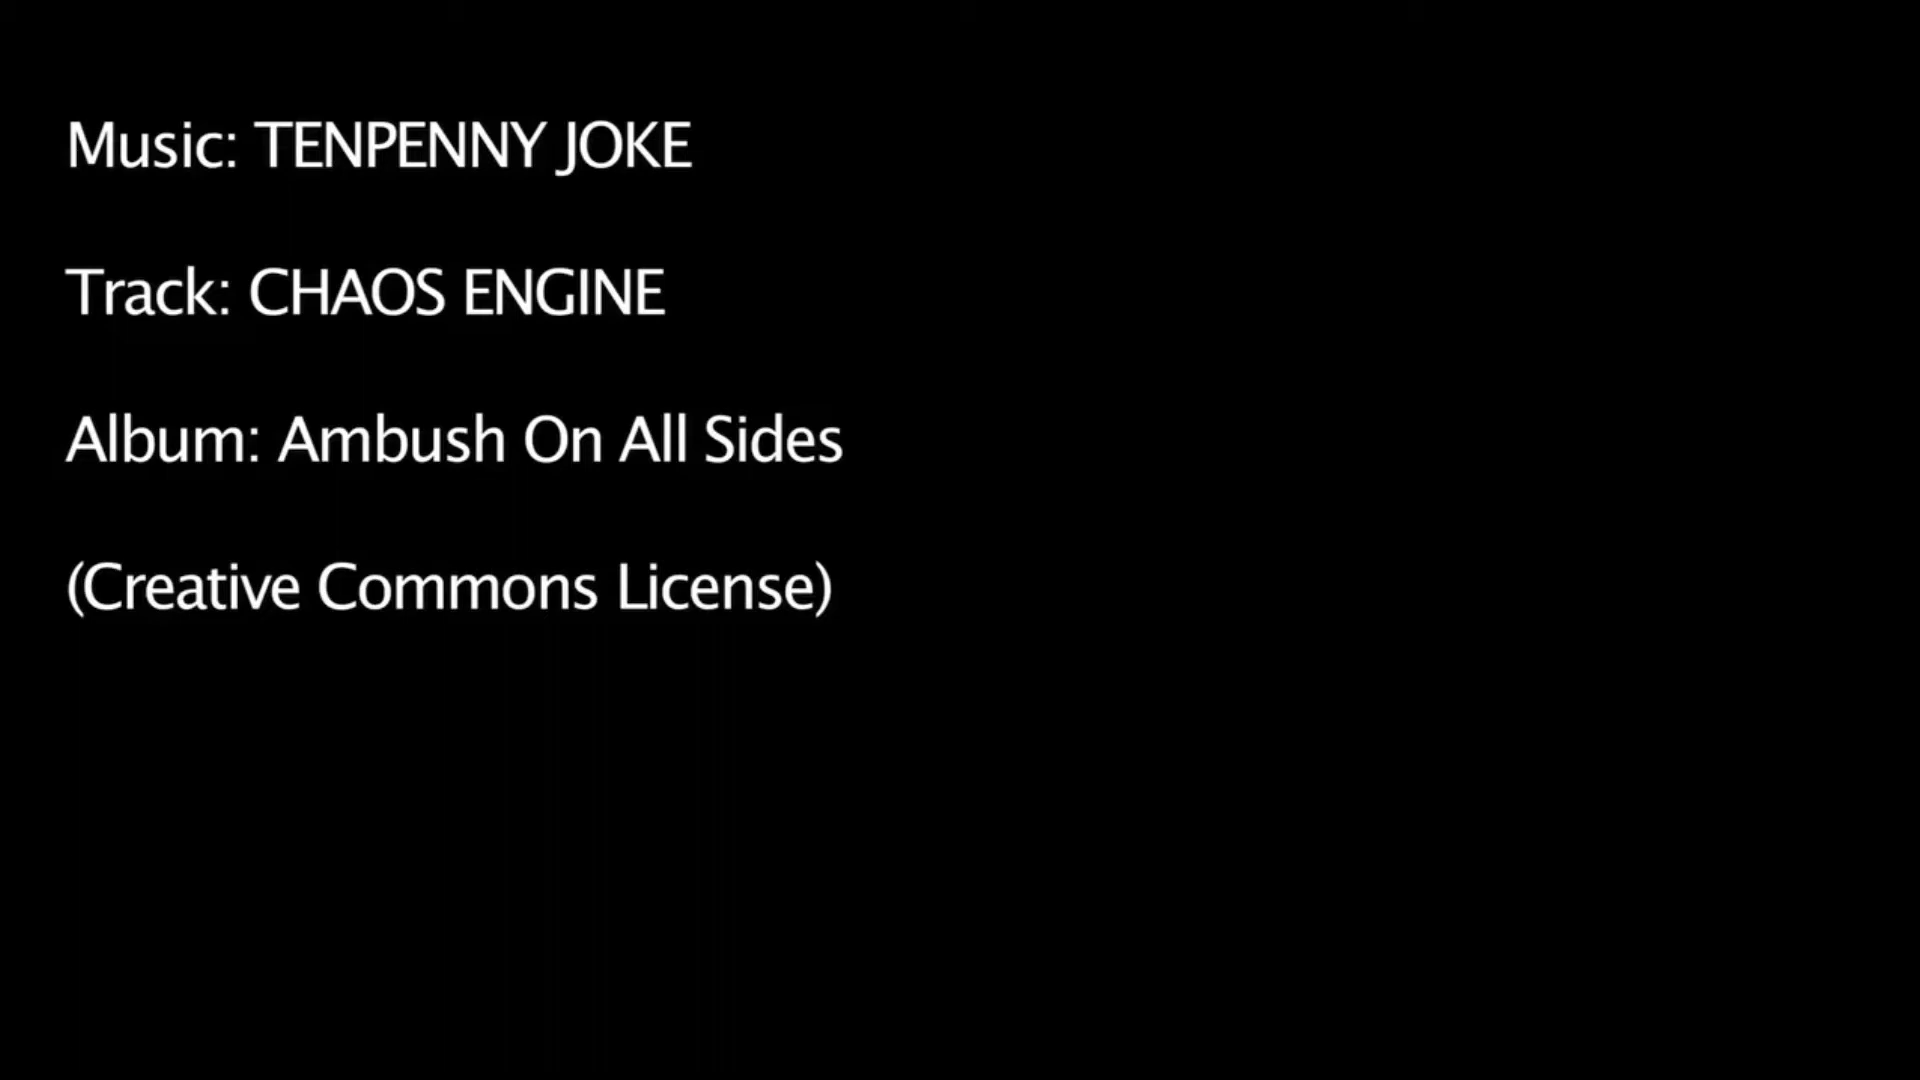 Music: TENPENNY JOKE
Track: CHAOS ENGINE
Album: Ambush On All Sides
(Creative Commons License)